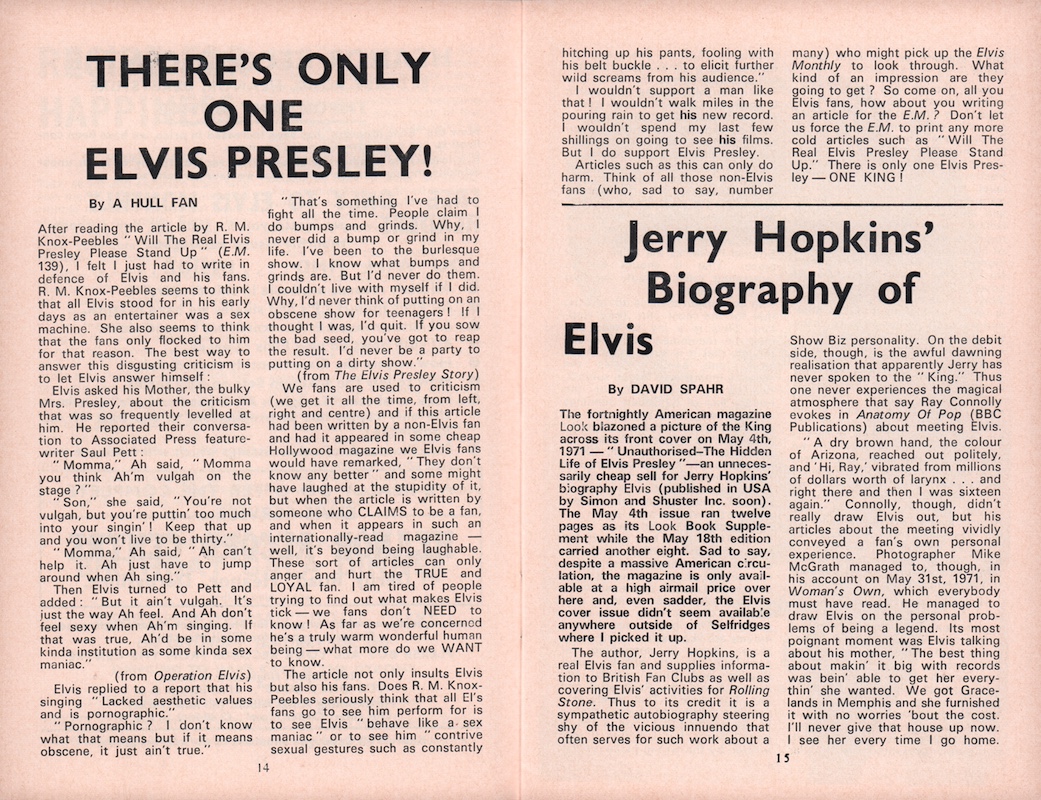 THERE'S ONLY
ONE
ELVIS PRESLEY!
By A HULL FAN
After reading the article by R. M.
Knox-Peebles "Will The Real Elvis
Presley Please Stand Up" (E.M.
139), I felt I just had to write in
defence of Elvis and his fans.
R. M. Knox-Peebles seems to think
that all Elvis stood for in his early
days as an entertainer was a sex
machine. She also seems to think
that the fans only flocked to him
for that reason. The best way to
answer this disgusting criticism is
to let Elvis answer himself:
Elvis asked his Mother, the bulky
Mrs. Presley, about the criticism
that was so frequently levelled at
him. He reported their conversa-
tion to Associated Press feature-
writer Saul Pett:
"Momma," Ah said, "Momma
you think Ah'm vulgah on the
stage?"
"Son," she said, "You're not
vulgah, but you're puttin' too much
into your singin'! Keep that up
and you won't live to be thirty."
"Momma," Ah said, "Ah can't
help it. Ah just have to jump
around when Ah sing."
Then Elvis turned to Pett and
added: "But it ain't vulgah. It's
just the way Ah feel. And Ah don't
feel sexy when Ah'm singing. If
that was true, Ah'd be in some
kinda institution as some kinda sex
maniac."
(from Operation Elvis)
Elvis replied to a report that his
singing "Lacked aesthetic values
and is pornographic."
"Pornographic? I don't know
what that means but if it means
obscene, it just ain't true."
"That's something I've had to
fight all the time. People claim I
do bumps and grinds. Why, I
never did a bump or grind in my
life. I've been to the burlesque
show. I know what bumps and
grinds are. But I'd never do them.
I couldn't live with myself if I did.
Why, I'd never think of putting on an
obscene show for teenagers! If I
thought I was, I'd quit. If you sow
the bad seed, you've got to reap
the result. I'd never be a party to
putting on a dirty show."
(from The Elvis Presley Story)
We fans are used to criticism
(we get it all the time, from left,
right and centre) and if this article
had been written by a non-Elvis fan
and had it appeared in some cheap
Hollywood magazine we Elvis fans
would have remarked, "They don't
know any better" and some might
have laughed at the stupidity of it,
but when the article is written by
someone who CLAIMS to be a fan,
and when it appears in such an
internationally-read magazine —
well, it's beyond being laughable.
These sort of articles can only
anger and hurt the TRUE and
LOYAL fan. I am tired of people
trying to find out what makes Elvis
tick — we fans don't NEED to
know! As far as we're concerned
he's a truly warm wonderful human
being — what more do we WANT
to know.
The article not only insults Elvis
but also his fans. Does R. M. Knox-
Peebles seriously think that all El's
fans go to see him perform for is
to see Elvis "behave like a sex
maniac" or to see him "contrive
sexual gestures such as constantly
14
hitching up his pants, fooling with
his belt buckle . . . to elicit further
wild screams from his audience."
I wouldn't support a man like
that! I wouldn't walk miles in the
pouring rain to get his new record.
I wouldn't spend my last few
shillings on going to see his films.
But I do support Elvis Presley.
Articles such as this can only do
harm. Think of all those non-Elvis
fans (who, sad to say, number
many) who might pick up the Elvis
Monthly to look through. What
kind of an impression are they
going to get? So come on, all you
Elvis fans, how about you writing
an article for the E.M.? Don't let
us force the E.M. to print any more
cold articles such as "Will The
Real Elvis Presley Please Stand
Up." There is only one Elvis Pres-
ley — ONE KING!
Jerry Hopkins'
Biography of
Elvis
By DAVID SPAHR
The fortnightly American magazine
Look blazoned a picture of the King
across its front cover on May 4th,
1971 — "Unauthorised—The Hidden
Life of Elvis Presley"—an unneces-
sarily cheap sell for Jerry Hopkins'
biography Elvis (published in USA
by Simon and Shuster Inc. soon).
The May 4th issue ran twelve
pages as its Look Book Supple-
ment while the May 18th edition
carried another eight. Sad to say,
despite a massive American circu-
lation, the magazine is only avail-
able at a high airmail price over
here and, even sadder, the Elvis
cover issue didn't seem available
anywhere outside of Selfridges
where I picked it up.
The author, Jerry Hopkins, is a
real Elvis fan and supplies informa-
tion to British Fan Clubs as well as
covering Elvis' activities for Rolling
Stone. Thus to its credit it is a
sympathetic autobiography steering
shy of the vicious innuendo that
often serves for such work about a
Show Biz personality. On the debit
side, though, is the awful dawning
realisation that apparently Jerry has
never spoken to the "King." Thus
one never experiences the magical
atmosphere that say Ray Connolly
evokes in Anatomy Of Pop (BBC
Publications) about meeting Elvis.
"A dry brown hand, the colour
of Arizona, reached out politely,
and 'Hi, Ray,' vibrated from millions
of dollars worth of larynx . . . and
right there and then I was sixteen
again." Connolly, though, didn't
really draw Elvis out, but his
articles about the meeting vividly
conveyed a fan's own personal
experience. Photographer Mike
McGrath managed to, though, in
his account on May 31st, 1971, in
Woman's Own, which everybody
must have read. He managed to
draw Elvis on the personal prob-
lems of being a legend. Its most
poignant moment was Elvis talking
about his mother, "The best thing
about makin' it big with records
was bein' able to get her every-
thin' she wanted. We got Grace-
lands in Memphis and she furnished
it with no worries 'bout the cost.
I'll never give that house up now.
I see her every time I go home.
15